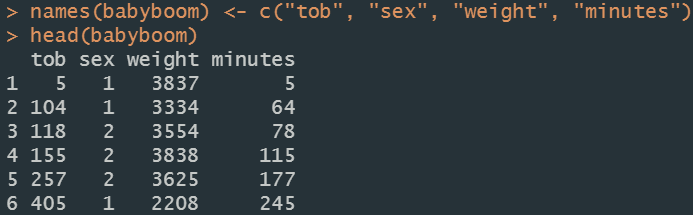 > names(babyboom) <- c("tob", "sex", "weight", "minutes")
> head(babyboom)
  tob sex weight minutes
1   5   1   3837       5
2 104   1   3334      64
3 118   2   3554      78
4 155   2   3838     115
5 257   2   3625     177
6 405   1   2208     245